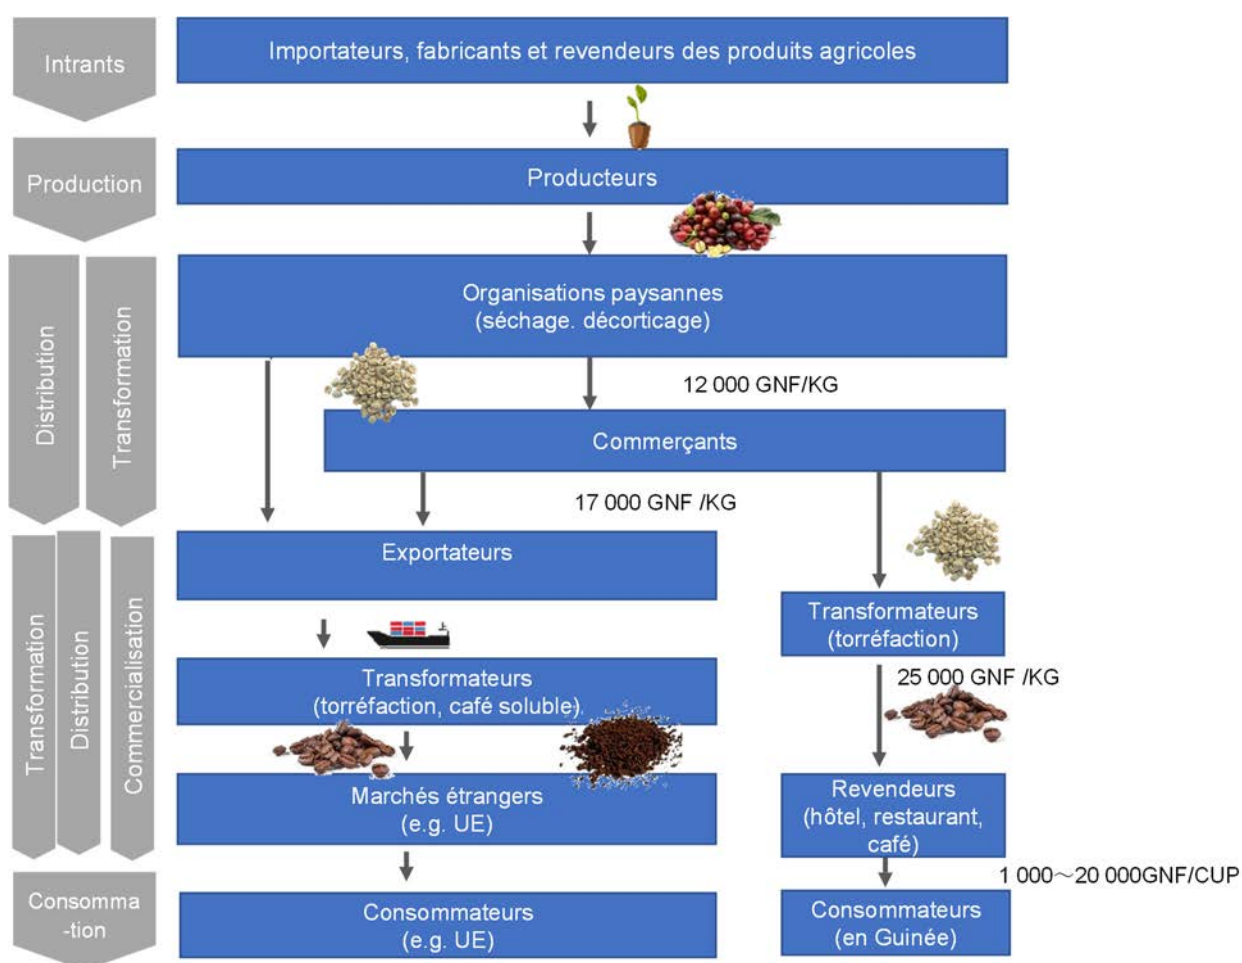 Intrants
Importateurs, fabricants et revendeurs des produits agricoles
Production
Producteurs
Distribution
Transformation
Organisations paysannes
(séchage. décorticage)
12 000 GNF/KG
Commerçants
17 000 GNF /KG
Transformation
Distribution
Commercialisation
Exportateurs
Transformateurs
(torréfaction)
Transformateurs
(torréfaction, café soluble)
25 000 GNF /KG
Marchés étrangers
(e.g. UE)
Revendeurs
(hôtel, restaurant,
café)
1 000～20 000GNF/CUP
Consomma
-tion
Consommateurs
(e.g. UE)
Consommateurs
(en Guinée)